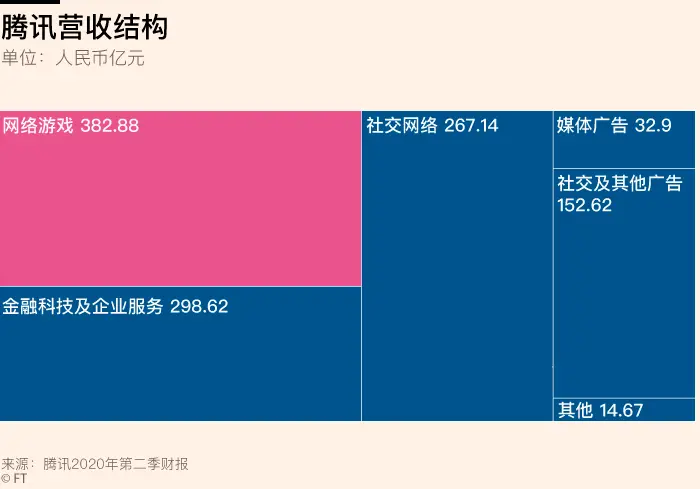 腾讯营收结构
单位：人民币亿元
网络游戏 382.88
社交网络 267.14
媒体广告 32.9
社交及其他广告
152.62
金融科技及企业服务 298.62
其他 14.67
来源：腾讯2020年第二季财报
© FT